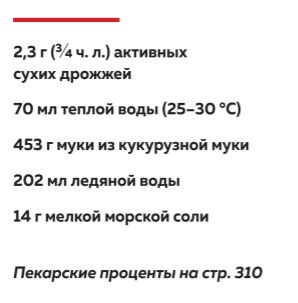 2,3 г (¾ ч. л.) активных
сухих дрожжей
70 мл теплой воды (25–30 °C)
453 г муки из кукурузной муки
202 мл ледяной воды
14 г мелкой морской соли
Пекарские проценты на стр. 310